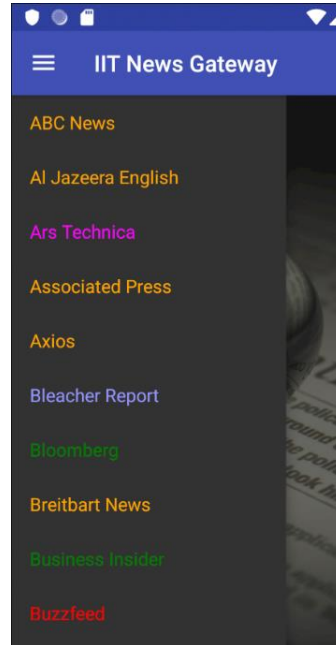 IIT News Gateway
ABC News
Al Jazeera English
Ars Technica
Associated Press
Axios
Bleacher Report
Bloomberg
Breitbart News
Business Insider
Buzzfeed